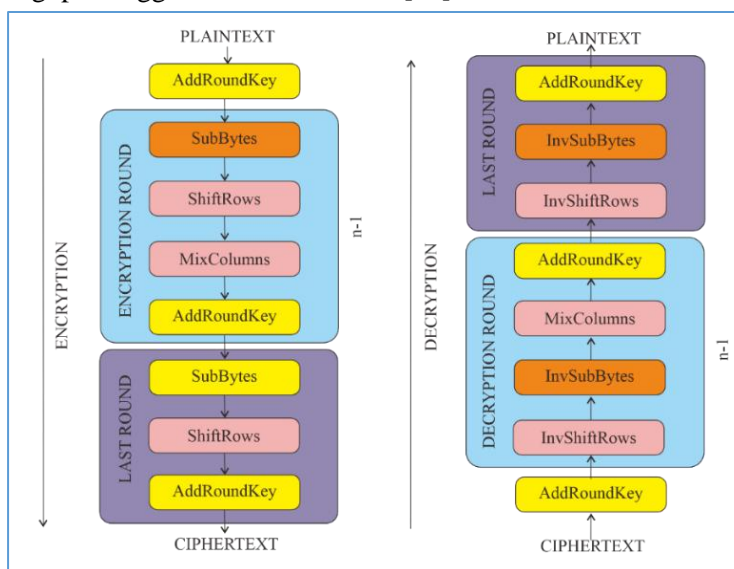 PLAINTEXT
AddRoundKey
SubBytes
ShiftRows
MixColumns
AddRoundKey
ENCRYPTION ROUND
n-1
ENCRYPTION
SubBytes
ShiftRows
AddRoundKey
LAST ROUND
CIPHERTEXT
PLAINTEXT
AddRoundKey
InvSubBytes
InvShiftRows
LAST ROUND
AddRoundKey
MixColumns
InvSubBytes
InvShiftRows
DECRYPTION ROUND
n-1
DECRYPTION
AddRoundKey
CIPHERTEXT